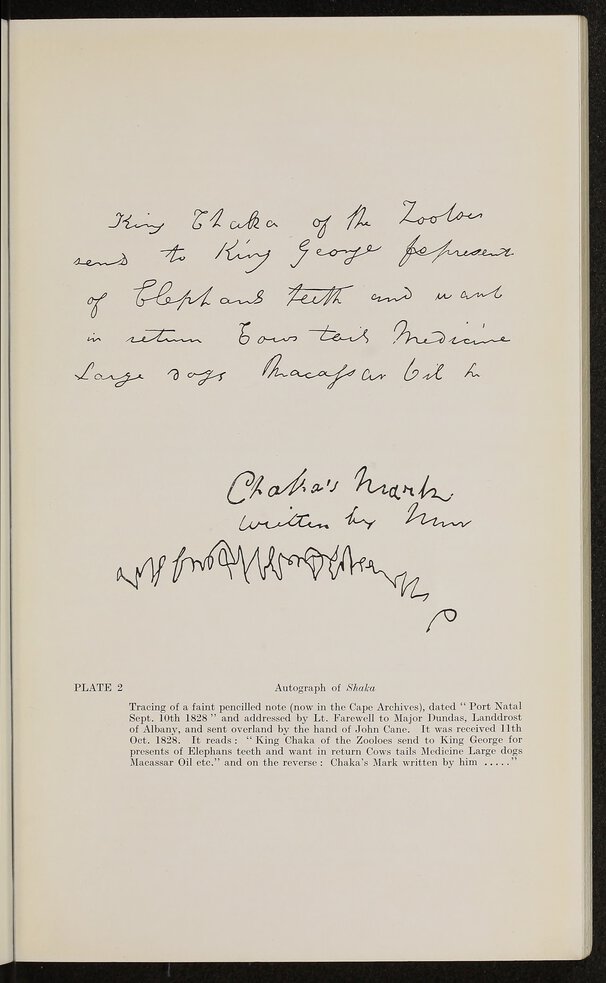 King Chaka of the Zooloes
send to King George for present
of Elephants teeth and want
in return Cows tails Medicine
Large dogs Macassar Oil &c
Chaka's Mark
written by him
PLATE 2
Autograph of Shaka
Tracing of a faint pencilled note (now in the Cape Archives), dated “ Port Natal
Sept. 10th 1828 ” and addressed by Lt. Farewell to Major Dundas, Landdrost
of Albany, and sent overland by the hand of John Cane. It was received 11th
Oct. 1828. It reads : “ King Chaka of the Zooloes send to King George for
presents of Elephans teeth and want in return Cows tails Medicine Large dogs
Macassar Oil etc.” and on the reverse : Chaka's Mark written by him .....”